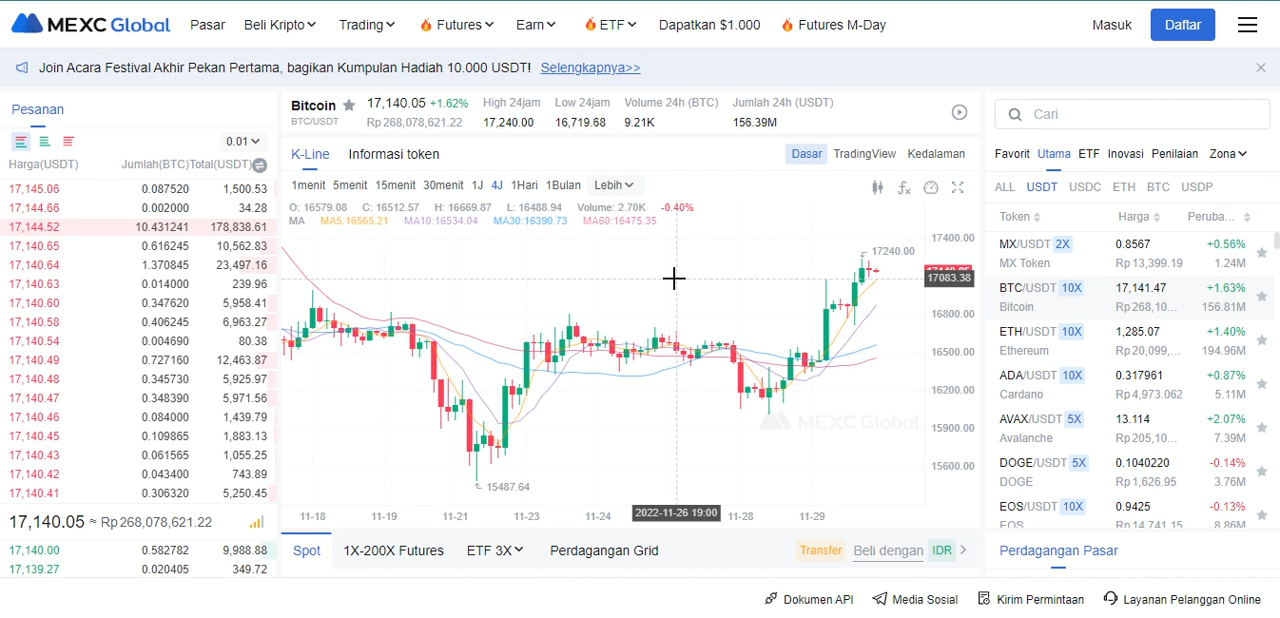 MEXC Global Pasar Beli Kripto Trading Futures Earn ETF Dapatkan $1.000 Futures M-Day Masuk Daftar
Join Acara Festival Akhir Pekan Pertama, bagikan Kumpulan Hadiah 10.000 USDT! Selengkapnya>>
Pesanan
0.01
Harga(USDT) Jumlah(BTC) Total(USDT)
17,145.06 0.087520 1,500.53
17,144.66 0.002000 34.28
17,144.52 10.431241 178,838.61
17,140.65 0.616245 10,562.83
17,140.64 1.370845 23,497.16
17,140.63 0.014000 239.96
17,140.60 0.347620 5,958.41
17,140.58 0.406245 6,963.27
17,140.54 0.004690 80.38
17,140.49 0.727160 12,463.87
17,140.48 0.345730 5,925.97
17,140.47 0.348390 5,971.56
17,140.46 0.084000 1,439.79
17,140.45 0.109865 1,883.13
17,140.43 0.061565 1,055.25
17,140.42 0.043400 743.89
17,140.41 0.306320 5,250.45
17,140.05 ≈ Rp 268,078,621.22
17,140.00 0.582782 9,988.88
17,139.27 0.020405 349.72
Bitcoin 17,140.05 +1.62% High 24jam Low 24jam Volume 24h (BTC) Jumlah 24h (USDT)
BTC/USDT Rp 268,078,621.22 17,240.00 16,719.68 9.21K 156.39M
K-Line Informasi token Dasar TradingView Kedalaman
1menit 5menit 15menit 30menit 1J 4J 1Hari 1Bulan Lebih
O: 16579.08 C: 16512.57 H: 16669.87 L: 16488.94 Volume: 2.70K -0.40%
MA MA5:16565.21 MA10:16534.04 MA30:16390.73 MA60:16475.35
17240.00
15487.64
17400.00
17083.38
16800.00
16500.00
16200.00
15900.00
15600.00
MEXC Global
11-18 11-19 11-21 11-23 11-24 2022-11-26 19:00 11-28 11-29
Spot 1X-200X Futures ETF 3X Perdagangan Grid Transfer Beli dengan IDR
Cari
Favorit Utama ETF Inovasi Penilaian Zona
ALL USDT USDC ETH BTC USDP
Token Harga Peruba...
MX/USDT 2X 0.8567 +0.56%
MX Token Rp 13,399.19 1.24M
BTC/USDT 10X 17,141.47 +1.63%
Bitcoin Rp 268,10... 156.81M
ETH/USDT 10X 1,285.07 +1.40%
Ethereum Rp 20,099,... 194.96M
ADA/USDT 10X 0.317961 +0.87%
Cardano Rp 4,973.062 5.11M
AVAX/USDT 5X 13.114 +2.07%
Avalanche Rp 205,10... 7.39M
DOGE/USDT 5X 0.1040220 -0.14%
DOGE Rp 1,626.95 3.76M
EOS/USDT 10X 0.9425 -0.13%
EOS Rp 14,741.15 8.86M
Perdagangan Pasar
Dokumen API Media Sosial Kirim Permintaan Layanan Pelanggan Online